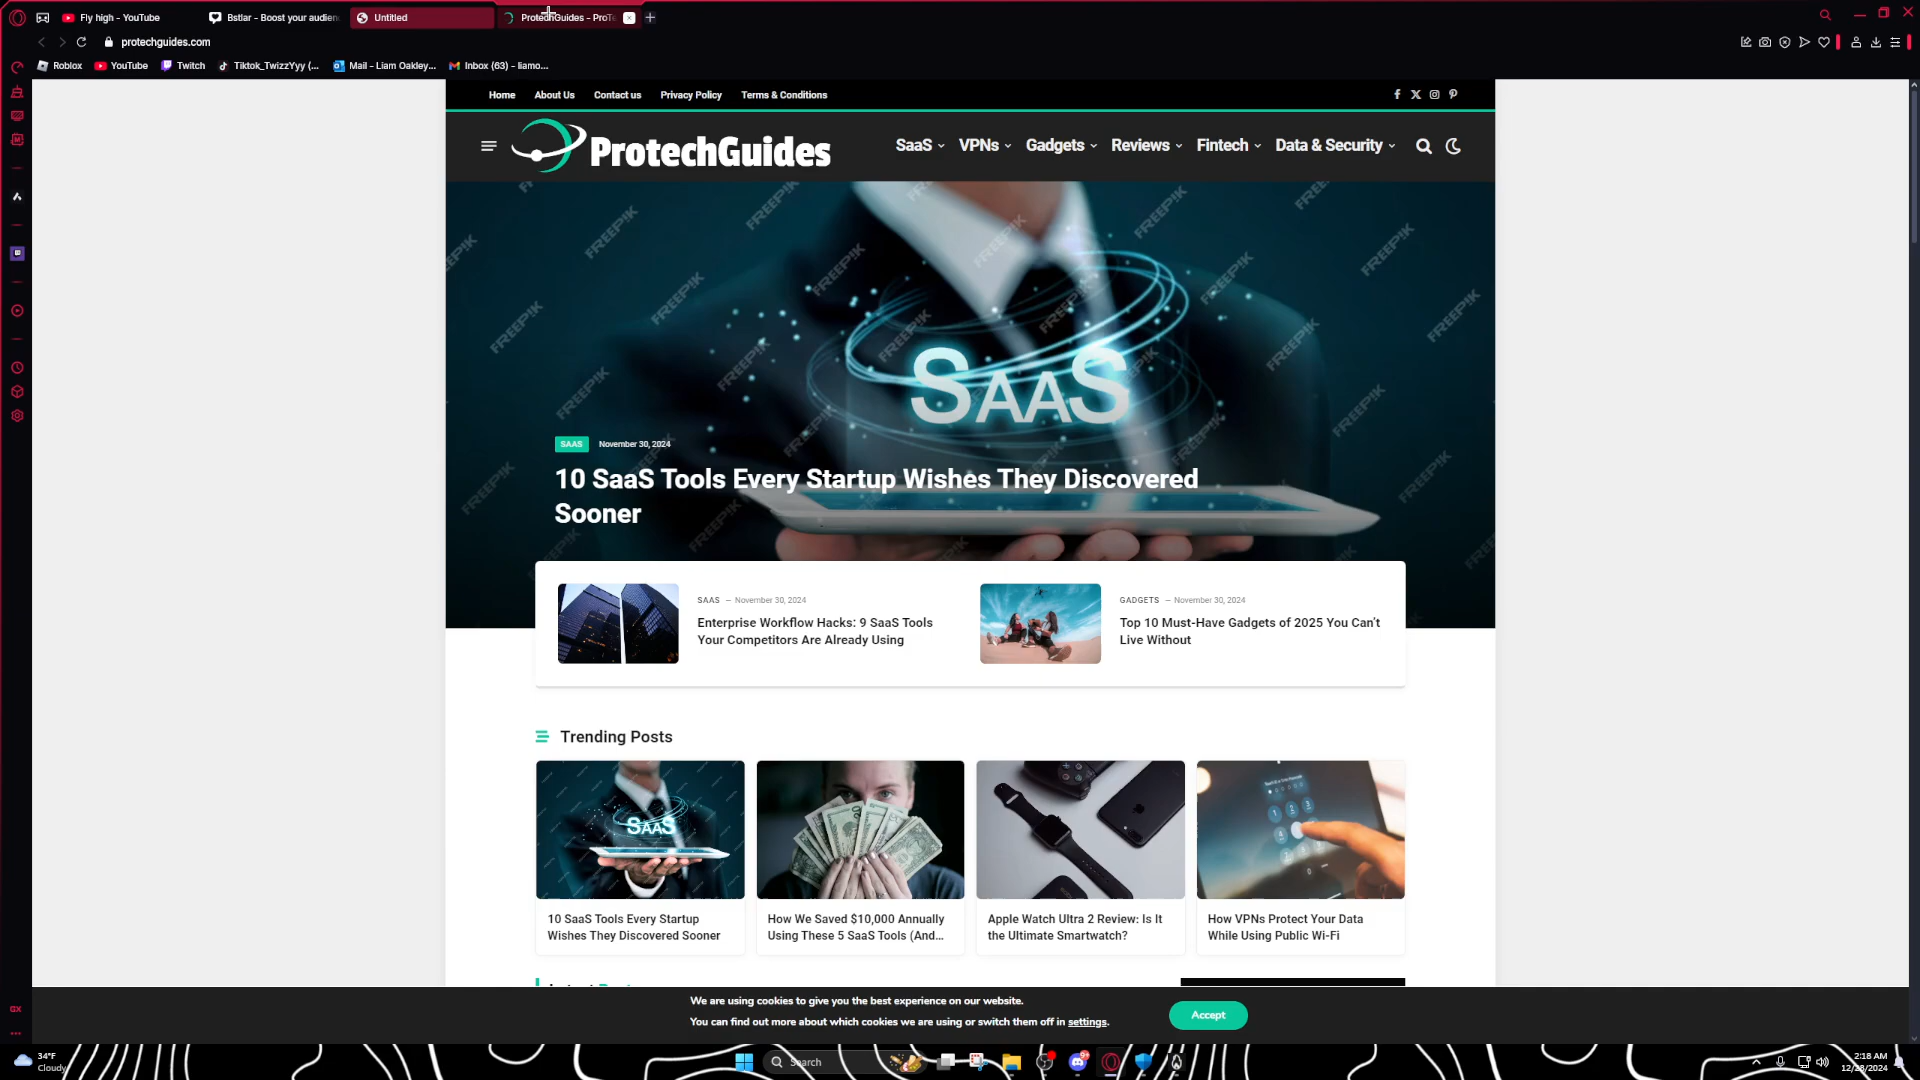 Fly high - YouTube
Bstlar - Boost your audien
Untitled
ProtechGuides - ProTe
protechguides.com
Roblox
YouTube
Twitch
Tiktok_TwizzYyy (...
Mail - Liam Oakley...
Inbox (63) - liamo...
Home
About Us
Contact us
Privacy Policy
Terms & Conditions
ProtechGuides
SaaS
VPNs
Gadgets
Reviews
Fintech
Data & Security
FREEPIK
SAAS
SAAS
November 30, 2024
10 SaaS Tools Every Startup Wishes They Discovered
Sooner
SAAS – November 30, 2024
Enterprise Workflow Hacks: 9 SaaS Tools
Your Competitors Are Already Using
GADGETS – November 30, 2024
Top 10 Must-Have Gadgets of 2025 You Can't
Live Without
Trending Posts
SAAS
10 SaaS Tools Every Startup
Wishes They Discovered Sooner
How We Saved $10,000 Annually
Using These 5 SaaS Tools (And...
Apple Watch Ultra 2 Review: Is It
the Ultimate Smartwatch?
How VPNs Protect Your Data
While Using Public Wi-Fi
We are using cookies to give you the best experience on our website.
You can find out more about which cookies we are using or switch them off in settings.
Accept
34°F
Cloudy
Search
9+
2:18 AM
12/28/2024